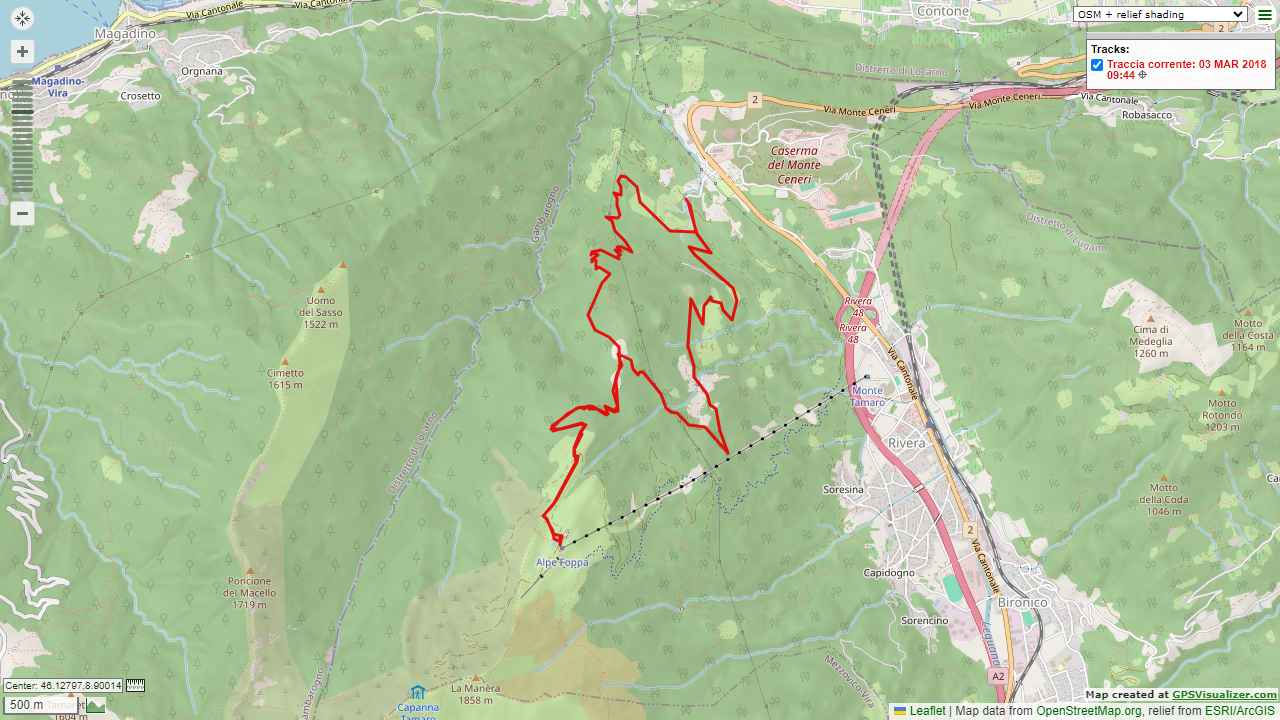 Via Cantonale
Via Cantonale
contone
OSM + relief shading
Magadino
2
Tracks:
Traccia corrente: 03 MAR 2018
09:44
Orgnana
Distretto di Locarno
Magadino-
Vira
Crosetto
2
Via Monte Ceneri
Via Monte Ceneri
Via Cantonale
Robasacco
Caserma
del Monte
Ceneri
Gambarogno
Distretto di Lugano
Uomo
del Sasso
1522 m
Rivera
48
Rivera
48
Cima di
Medeglia
1260 m
Motto
della Costa
1164 m
Cimetto
1615 m
Via Cantonale
Monte
Tamaro
Motto
Rotondo
1203 m
Distretto di Locarno
Rivera
Soresina
Motto
della Coda
1046 m
2
Via Cantonale
Alpe Foppa
Capidogno
Poncione
del Macello
1719 m
Bironico
Sorencino
Leguana
Mezzovico-Vira
A2
Gambarogno
La Manèra
1858 m
Capanna
Tamaro
Center: 46.12797,8.90014
500 m
1604 m
Map created at GPSVisualizer.com
Leaflet | Map data from OpenStreetMap.org, relief from ESRI/ArcGIS